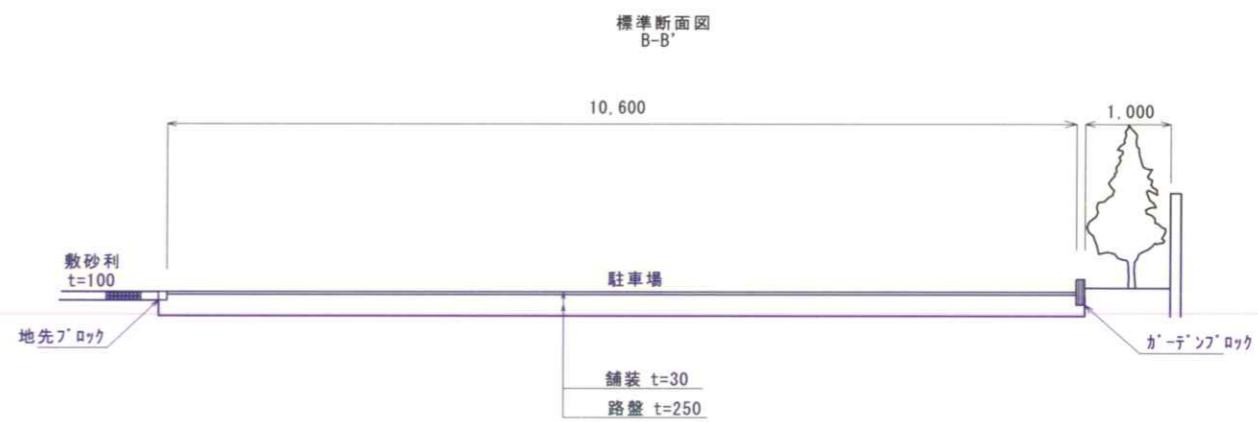 標準断面図
B-B'
10,600
1,000
敷砂利
t=100
駐車場
地先ﾌﾞﾛｯｸ
ｶﾞｰﾃﾞﾝﾌﾞﾛｯｸ
舗装 t=30
路盤 t=250